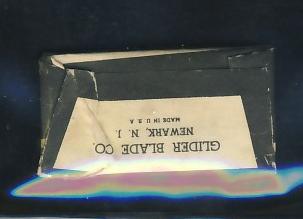 GLIDER BLADE CO.
NEWARK, N. J.
MADE IN U S A